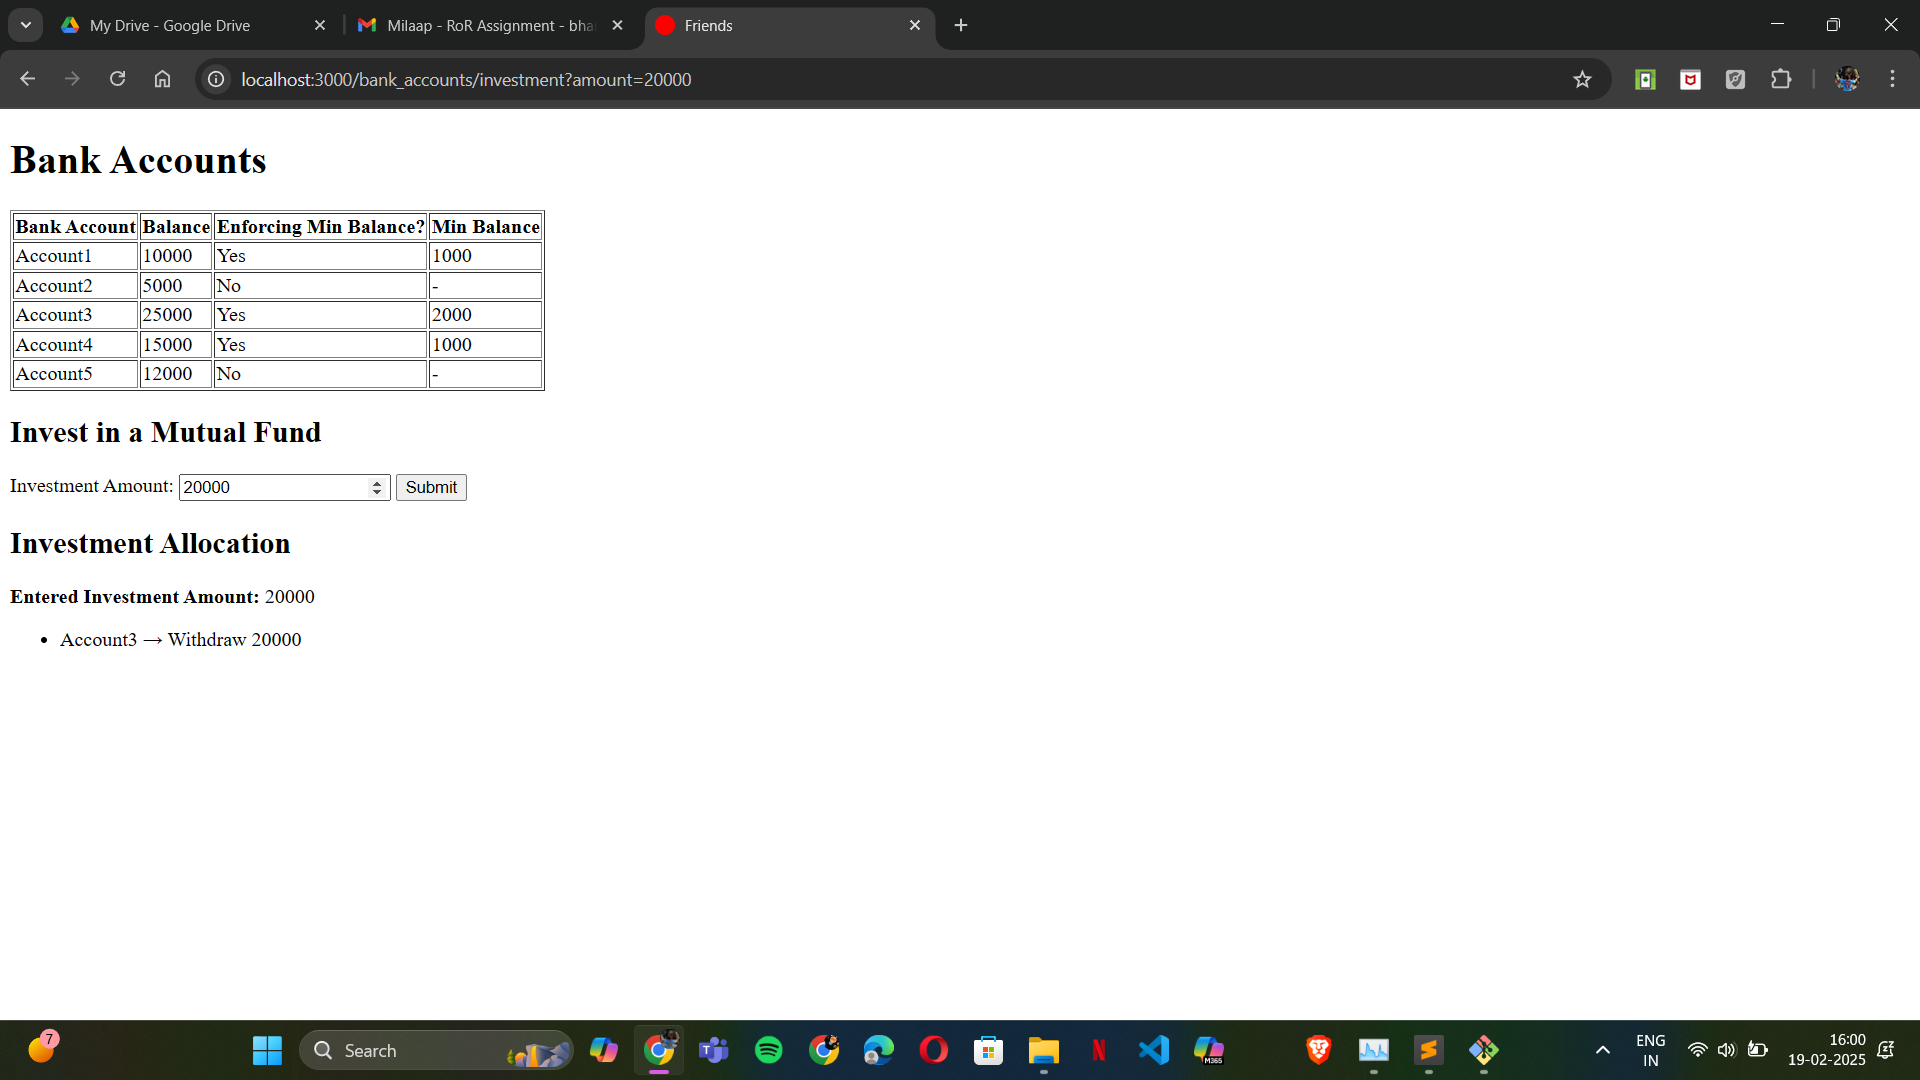 My Drive - Google Drive
Milaap - RoR Assignment - bha
Friends
localhost:3000/bank_accounts/investment?amount=20000
Bank Accounts
Bank Account Balance Enforcing Min Balance? Min Balance
Account1 10000 Yes 1000
Account2 5000 No -
Account3 25000 Yes 2000
Account4 15000 Yes 1000
Account5 12000 No -
Invest in a Mutual Fund
Investment Amount: 20000 Submit
Investment Allocation
Entered Investment Amount: 20000
• Account3 → Withdraw 20000
7
Search
M365
ENG
IN
16:00
19-02-2025